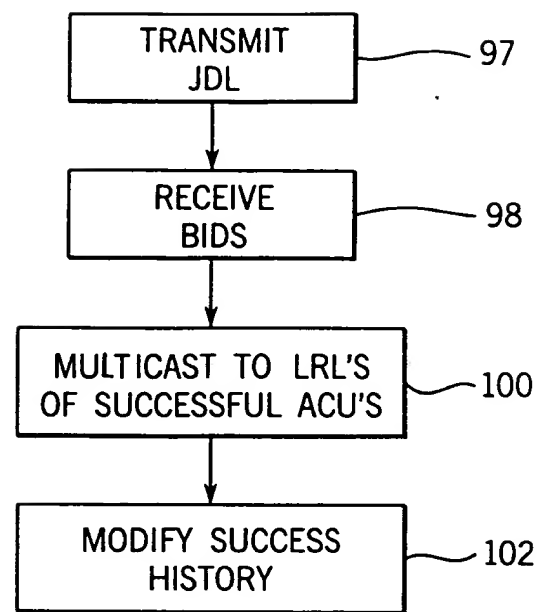 TRANSMIT
JDL
97
RECEIVE
BIDS
98
MULTICAST TO LRL'S
OF SUCCESSFUL ACU'S
100
MODIFY SUCCESS
HISTORY
102